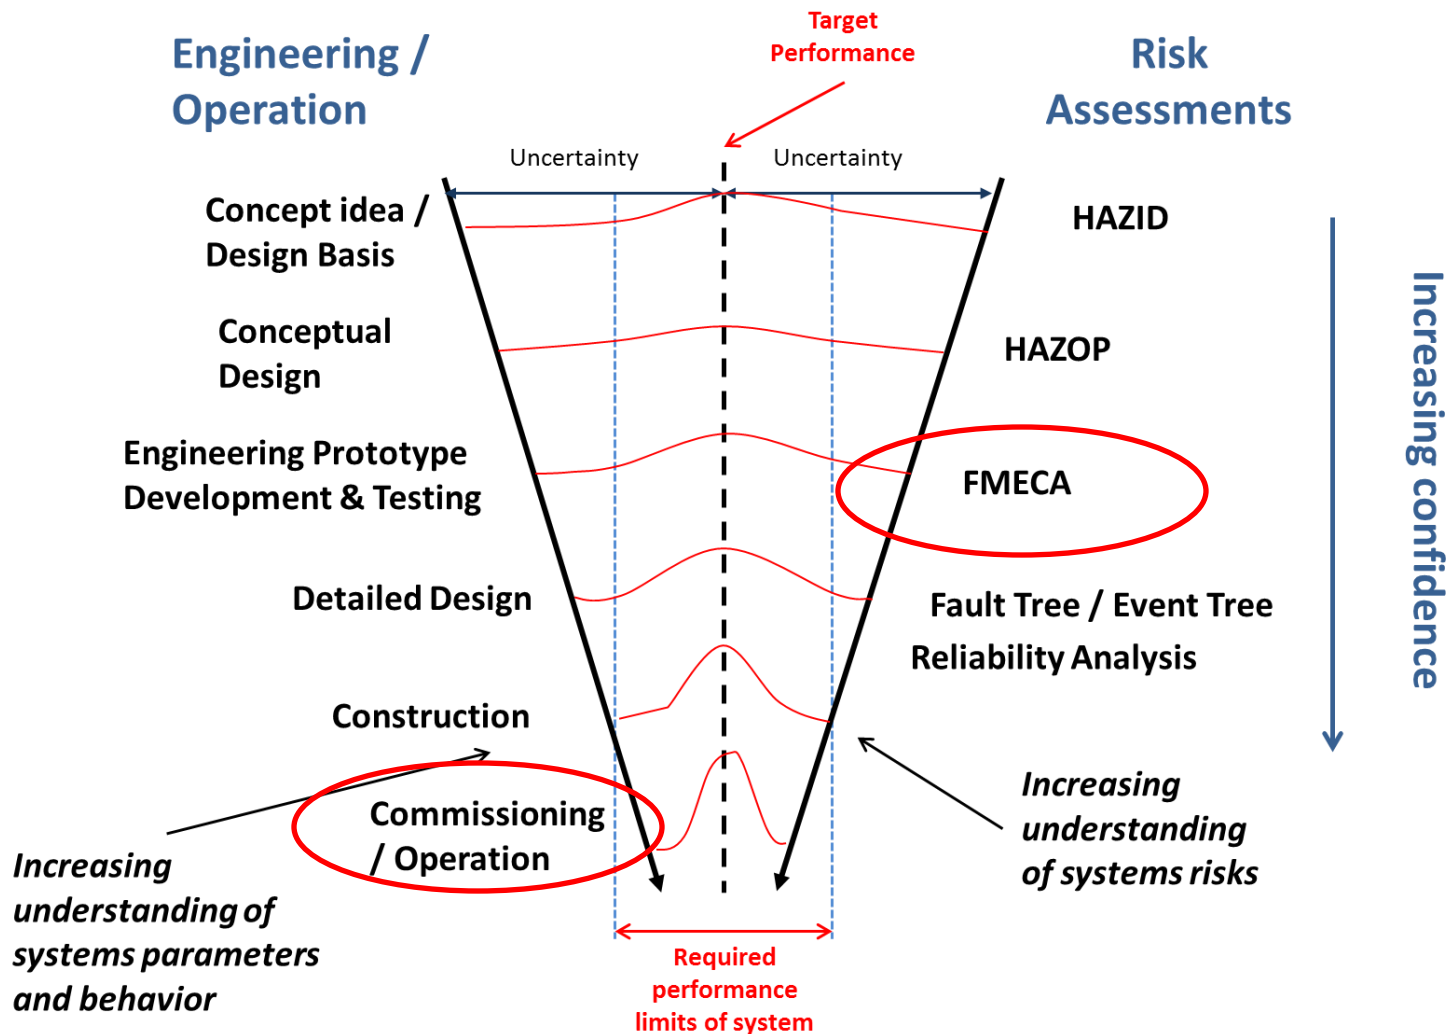 Target
Performance
Engineering /
Operation
Risk
Assessments
Uncertainty
Uncertainty
Concept idea /
Design Basis
HAZID
Conceptual
Design
HAZOP
Engineering Prototype
Development & Testing
FMECA
Detailed Design
Fault Tree / Event Tree
Reliability Analysis
Construction
Commissioning
/ Operation
Increasing
understanding of
systems parameters
and behavior
Increasing
understanding
of systems risks
Increasing confidence
Required
performance
limits of system